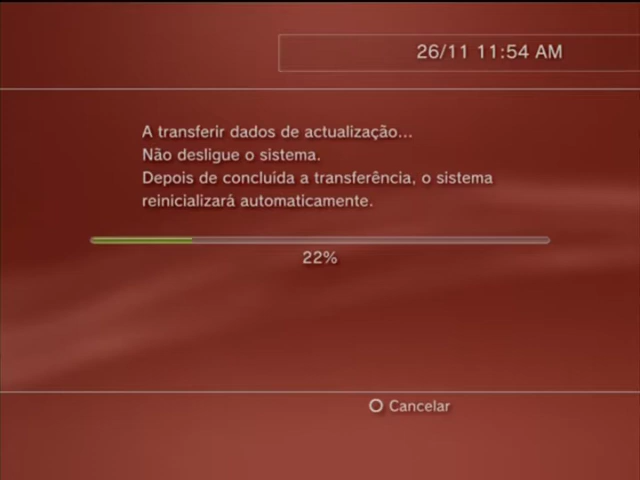 26/11 11:54 AM
A transferir dados de actualização...
Não desligue o sistema.
Depois de concluida a transferência, o sistema
reinicializará automaticamente.
22%
Cancelar